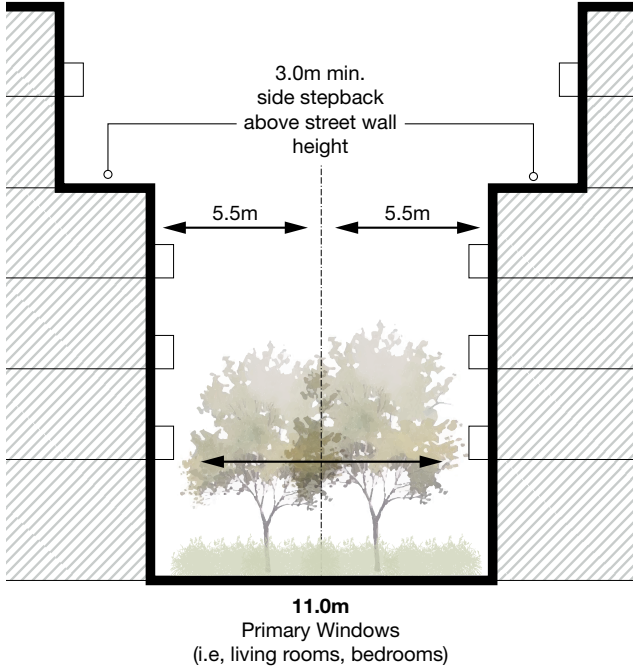 3.0m min.
side stepback
above street wall
height
5.5m
5.5m
11.0m
Primary Windows
(i.e, living rooms, bedrooms)